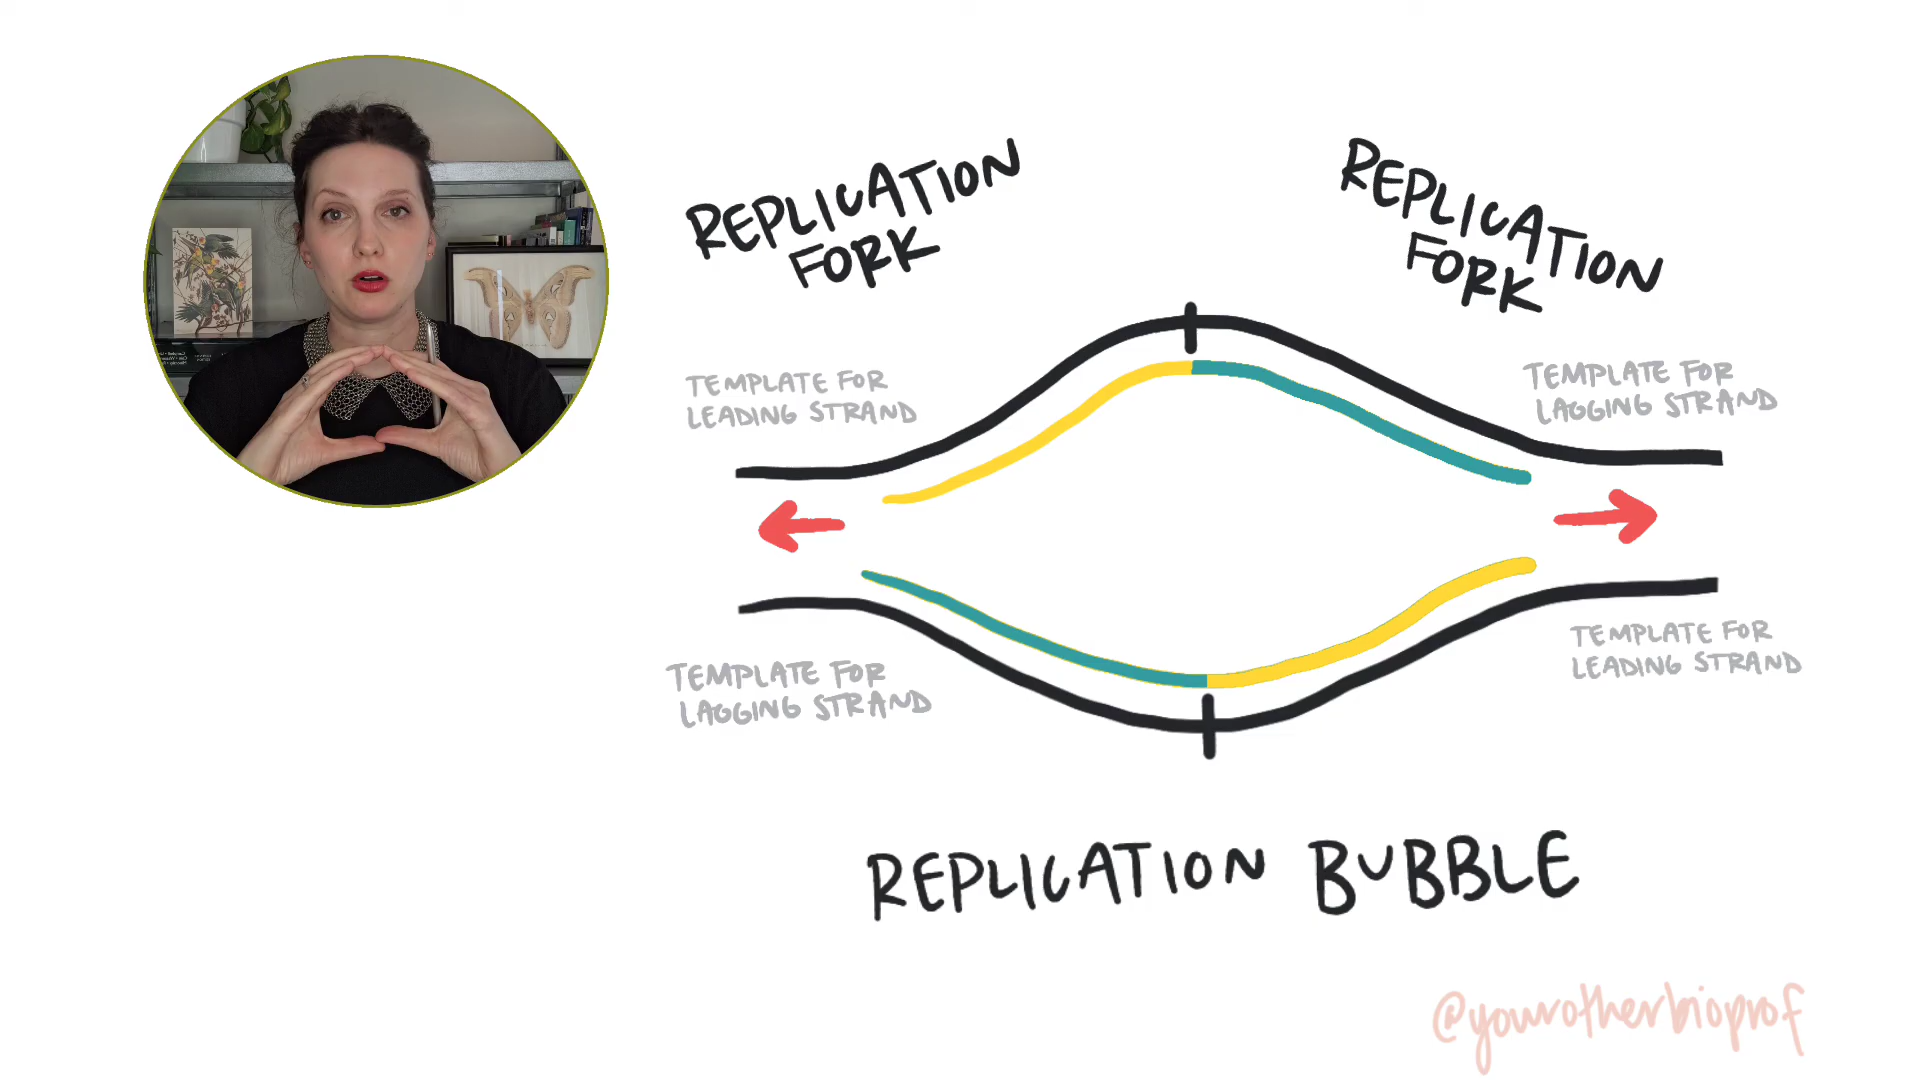 REPLICATION
FORK
REPLICATION
FORK
TEMPLATE FOR
LEADING STRAND
TEMPLATE FOR
LAGGING STRAND
TEMPLATE FOR
LAGGING STRAND
TEMPLATE FOR
LEADING STRAND
REPLICATION BUBBLE
@yourotherbioprof